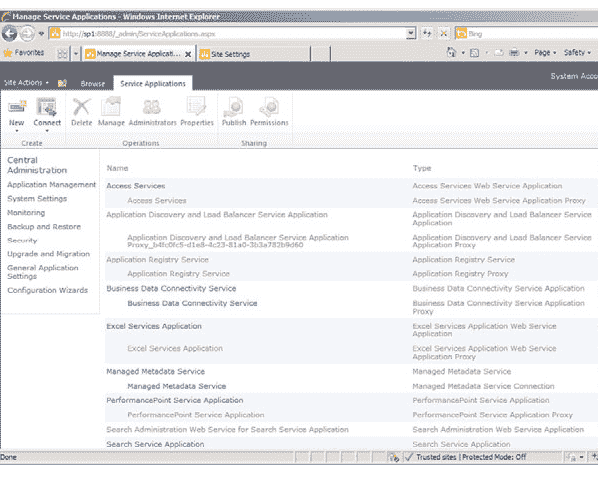 Manage Service Applications - Windows Internet Explorer
http://sp1:8888/_admin/ServiceApplications.aspx
Bing
Favorites
Manage Service Applicati... x
Site Settings
Page
Safety
Site Actions
Browse
Service Applications
System Acco
New
Connect
Delete
Manage
Administrators
Properties
Publish
Permissions
Create
Operations
Sharing
Central
Administration
Application Management
System Settings
Monitoring
Backup and Restore
Security
Upgrade and Migration
General Application
Settings
Configuration Wizards
Name Type
Access Services Access Services Web Service Application
Access Services Access Services Web Service Application Proxy
Application Discovery and Load Balancer Service Application Application Discovery and Load Balancer Service
Application
Application Discovery and Load Balancer Service Application Application Discovery and Load Balancer Service
Proxy_b4fc0fc5-d1e8-4c23-81a0-3b3a782b9d60 Application Proxy
Application Registry Service Application Registry Service
Application Registry Service Application Registry Proxy
Business Data Connectivity Service Business Data Connectivity Service Application
Business Data Connectivity Service Business Data Connectivity Service Application
Proxy
Excel Services Application Excel Services Application Web Service
Application
Excel Services Application Excel Services Application Web Service
Application Proxy
Managed Metadata Service Managed Metadata Service
Managed Metadata Service Managed Metadata Service Connection
PerformancePoint Service Application PerformancePoint Service Application
PerformancePoint Service Application PerformancePoint Service Application Proxy
Search Administration Web Service for Search Service Application Search Administration Web Service Application
Search Service Application Search Service Application
Done
Trusted sites | Protected Mode: Off